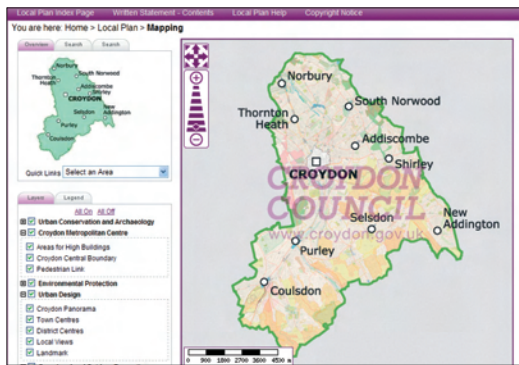 Local Plan Index Page Written Statement - Contents Local Plan Help Copyright Notice
You are here: Home > Local Plan > Mapping
Overview Search Search
Norbury
South Norwood
Thornton
Heath
Addiscombe
Shirley
CROYDON
Selsdon
New
Addington
Purley
Coulsdon
Quick Links Select an Area
Layers Legend
All On All Off
Urban Conservation and Archaeology
Croydon Metropolitan Centre
Areas for High Buildings
Croydon Central Boundary
Pedestrian Link
Environmental Protection
Urban Design
Croydon Panorama
Town Centres
District Centres
Local Views
Landmark
Norbury
South Norwood
Thornton
Heath
Addiscombe
Shirley
CROYDON
CROYDON
COUNCIL
www.croydon.gov.uk
Selsdon
New
Addington
Purley
Coulsdon
0 900 1800 2700 3600 4500 m